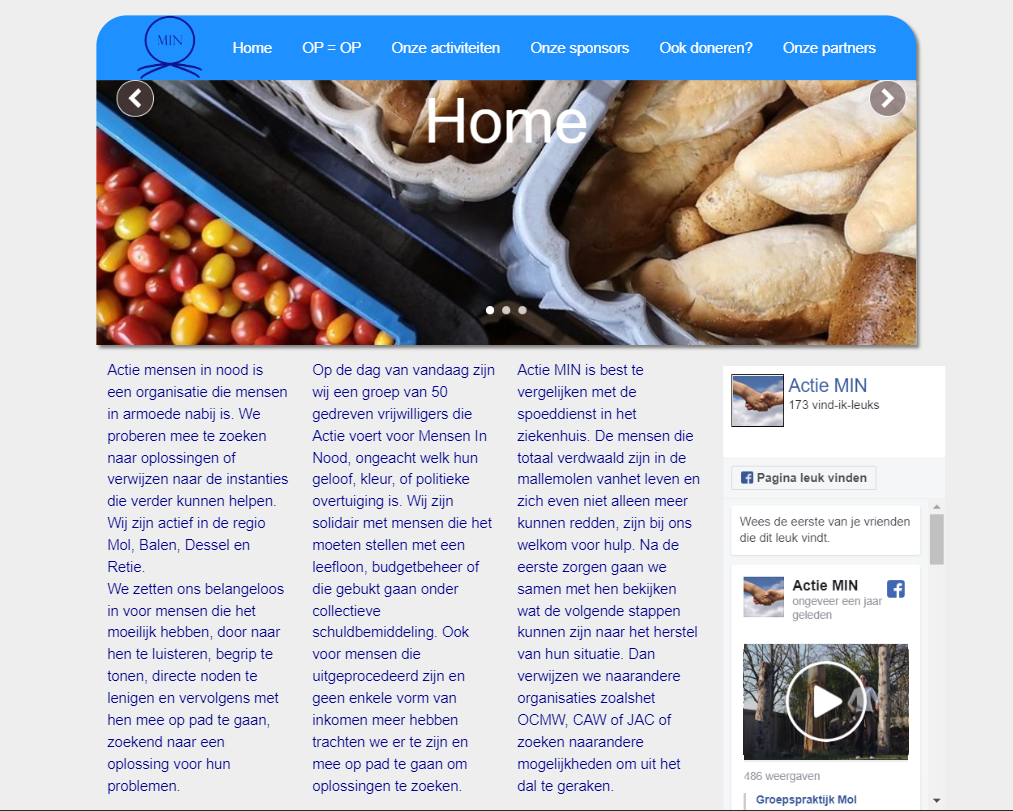 MIN
Home
OP = OP
Onze activiteiten
Onze sponsors
Ook doneren?
Onze partners
Home
Actie mensen in nood is
een organisatie die mensen
in armoede nabij is. We
proberen mee te zoeken
naar oplossingen of
verwijzen naar de instanties
die verder kunnen helpen.
Wij zijn actief in de regio
Mol, Balen, Dessel en
Retie.
We zetten ons belangeloos
in voor mensen die het
moeilijk hebben, door naar
hen te luisteren, begrip te
tonen, directe noden te
lenigen en vervolgens met
hen mee op pad te gaan,
zoekend naar een
oplossing voor hun
problemen.
Op de dag van vandaag zijn
wij een groep van 50
gedreven vrijwilligers die
Actie voert voor Mensen In
Nood, ongeacht welk hun
geloof, kleur, of politieke
overtuiging is. Wij zijn
solidair met mensen die het
moeten stellen met een
leefloon, budgetbeheer of
die gebukt gaan onder
collectieve
schuldbemiddeling. Ook
voor mensen die
uitgeprocedeerd zijn en
geen enkele vorm van
inkomen meer hebben
trachten we er te zijn en
mee op pad te gaan om
oplossingen te zoeken.
Actie MIN is best te
vergelijken met de
spoeddienst in het
ziekenhuis. De mensen die
totaal verdwaald zijn in de
mallemolen vanhet leven en
zich even niet alleen meer
kunnen redden, zijn bij ons
welkom voor hulp. Na de
eerste zorgen gaan we
samen met hen bekijken
wat de volgende stappen
kunnen zijn naar het herstel
van hun situatie. Dan
verwijzen we naarandere
organisaties zoalshet
OCMW, CAW of JAC of
zoeken naarandere
mogelijkheden om uit het
dal te geraken.
Actie MIN
173 vind-ik-leuks
Pagina leuk vinden
Wees de eerste van je vrienden
die dit leuk vindt.
Actie MIN
ongeveer een jaar
geleden
486 weergaven
Groepspraktijk Mol